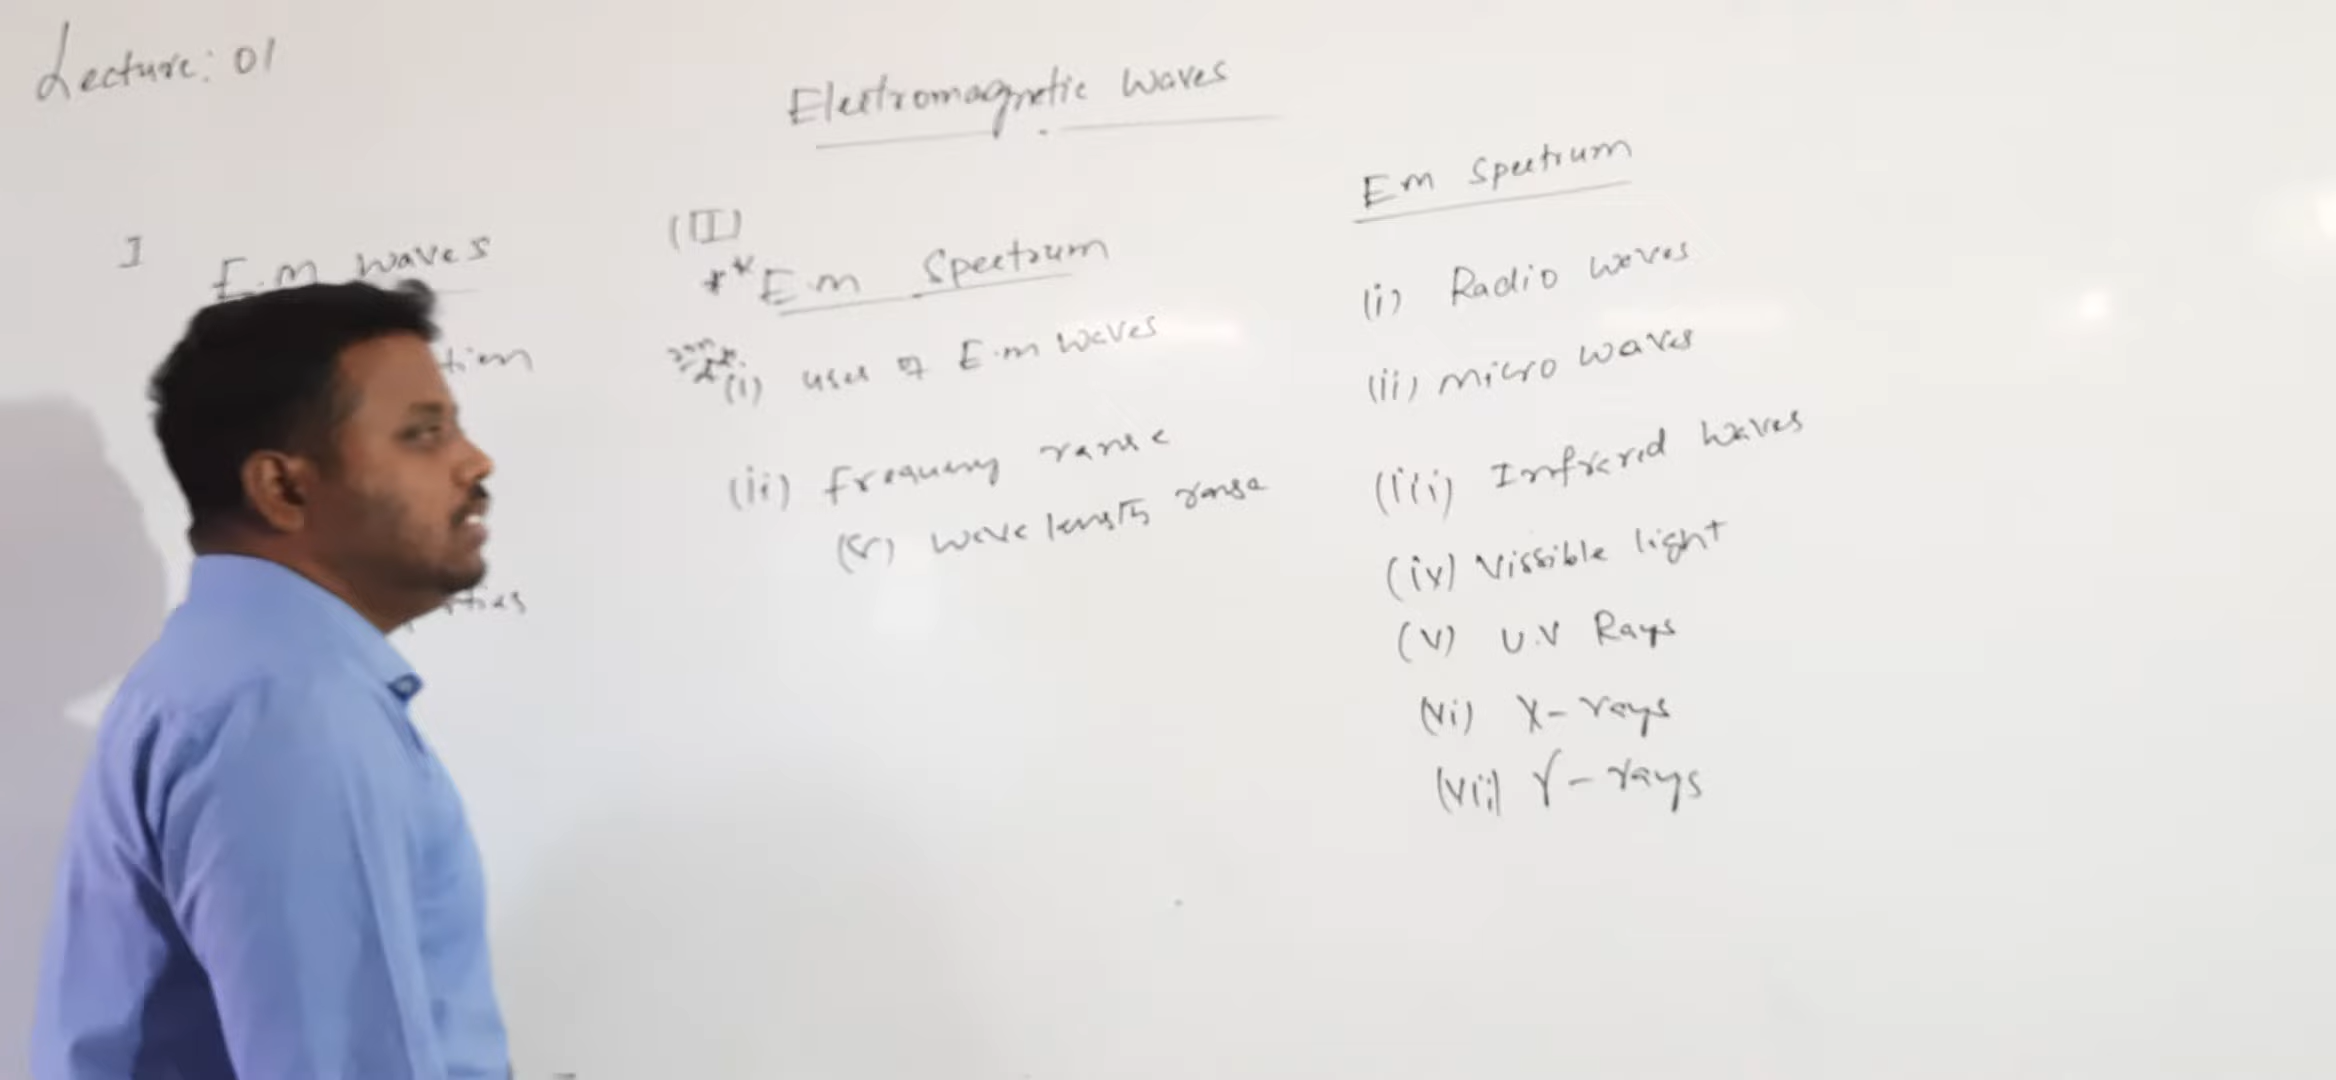 Lecture: 01
Electromagnetic Waves
I
E.m waves
(II)
** E.m Spectrum
(i) uses of E.m waves
(ii) frequency range
(or) wave length range
Em Spectrum
(i) Radio waves
(ii) micro waves
(iii) Infrared waves
(iv) Vissible light
(v) U.V Rays
(vi) X-rays
(vii) γ-rays